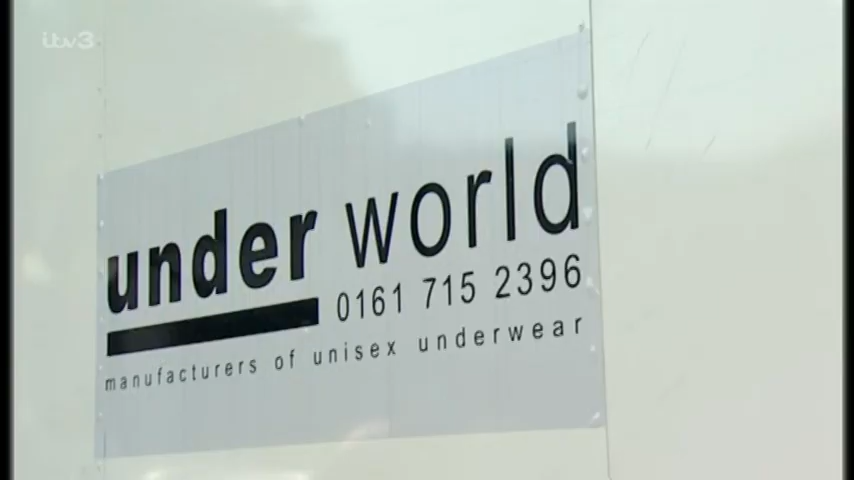 itv3
under world
0161 715 2396
manufacturers of unisex underwear